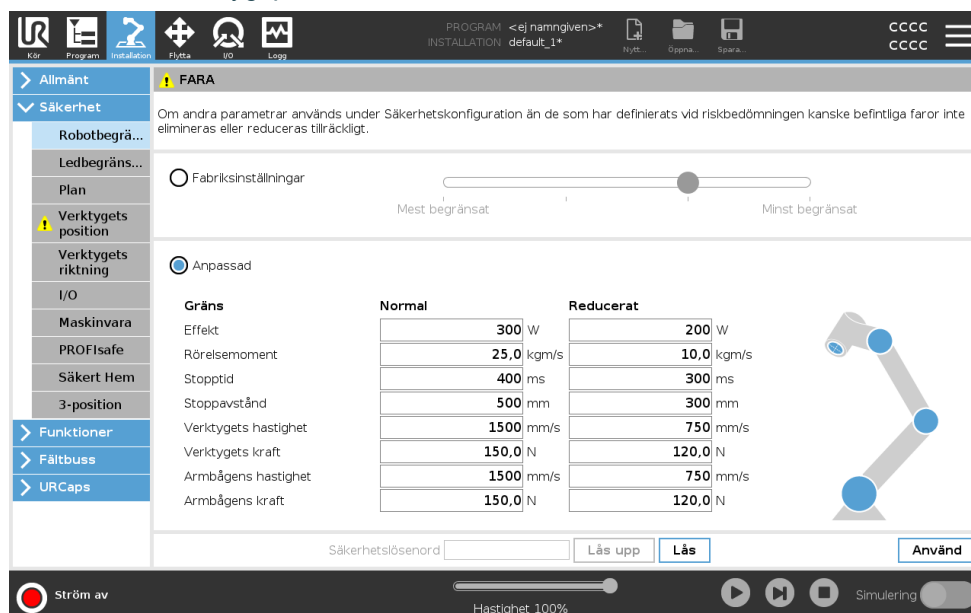 PROGRAM <ej namngiven>*
INSTALLATION default_1*
UR
Kör Program Installation Flytta I/O Logg Nytt... Öppna... Spara...
CCCC
CCCC
Allmänt
Säkerhet
Robotbegrä...
Ledbegräns...
Plan
Verktygets
position
Verktygets
riktning
I/O
Maskinvara
PROFIsafe
Säkert Hem
3-position
Funktioner
Fältbuss
URCaps
FARA
Om andra parametrar används under Säkerhetskonfiguration än de som har definierats vid riskbedömningen kanske befintliga faror inte
elimineras eller reduceras tillräckligt.
Fabriksinställningar
Mest begränsat Minst begränsat
Anpassad
Gräns Normal Reducerat
Effekt 300 W 200 W
Rörelsemoment 25,0 kgm/s 10,0 kgm/s
Stopptid 400 ms 300 ms
Stoppavstånd 500 mm 300 mm
Verktygets hastighet 1500 mm/s 750 mm/s
Verktygets kraft 150,0 N 120,0 N
Armbågens hastighet 1500 mm/s 750 mm/s
Armbågens kraft 150,0 N 120,0 N
Säkerhetslösenord Lås upp Lås Använd
Ström av Hastighet 100% Simulering